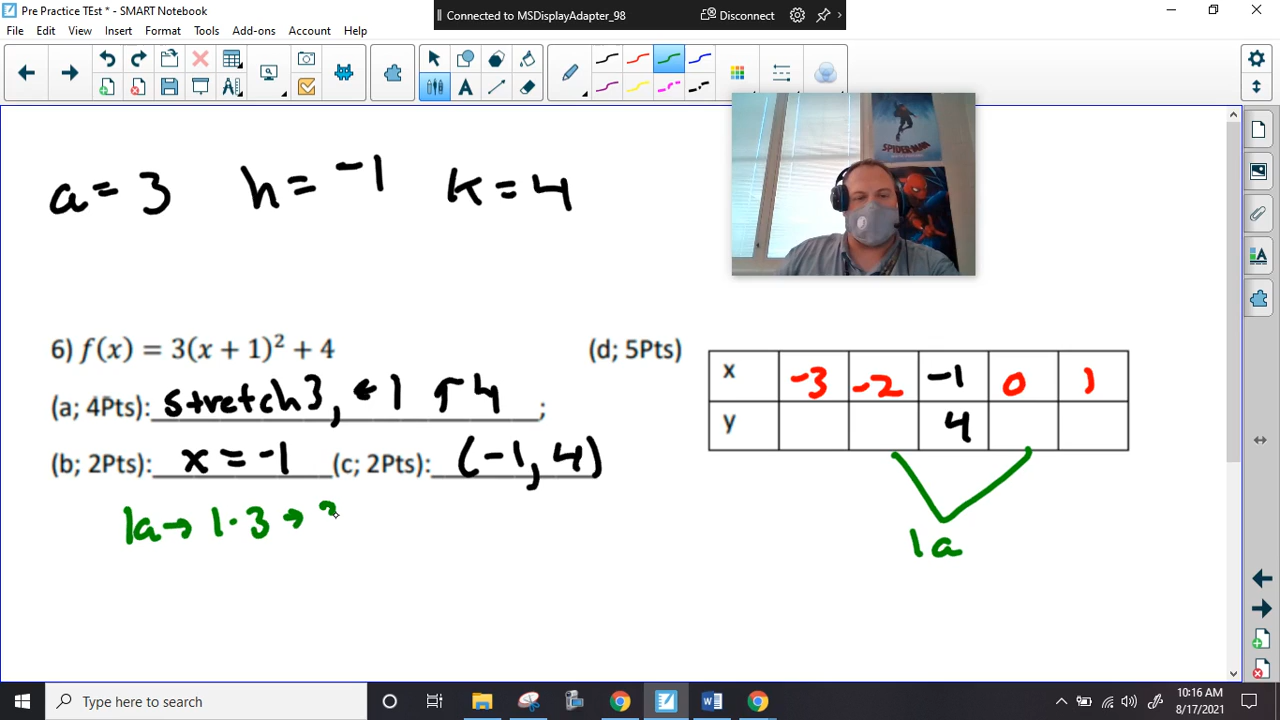 Pre Practice TEst * - SMART Notebook
Connected to MSDisplayAdapter_98 Disconnect
File Edit View Insert Format Tools Add-ons Account Help
SPIDER-MAN
a = 3 h = -1 k = 4
6) f(x) = 3(x + 1)² + 4 (d; 5Pts)
(a; 4Pts): stretch 3, ← 1 ↑ 4 ;
(b; 2Pts): x = -1 (c; 2Pts): (-1, 4)
1a → 1 · 3 →
x -3 -2 -1 0 1
y 4
1a
Type here to search
10:16 AM
8/17/2021